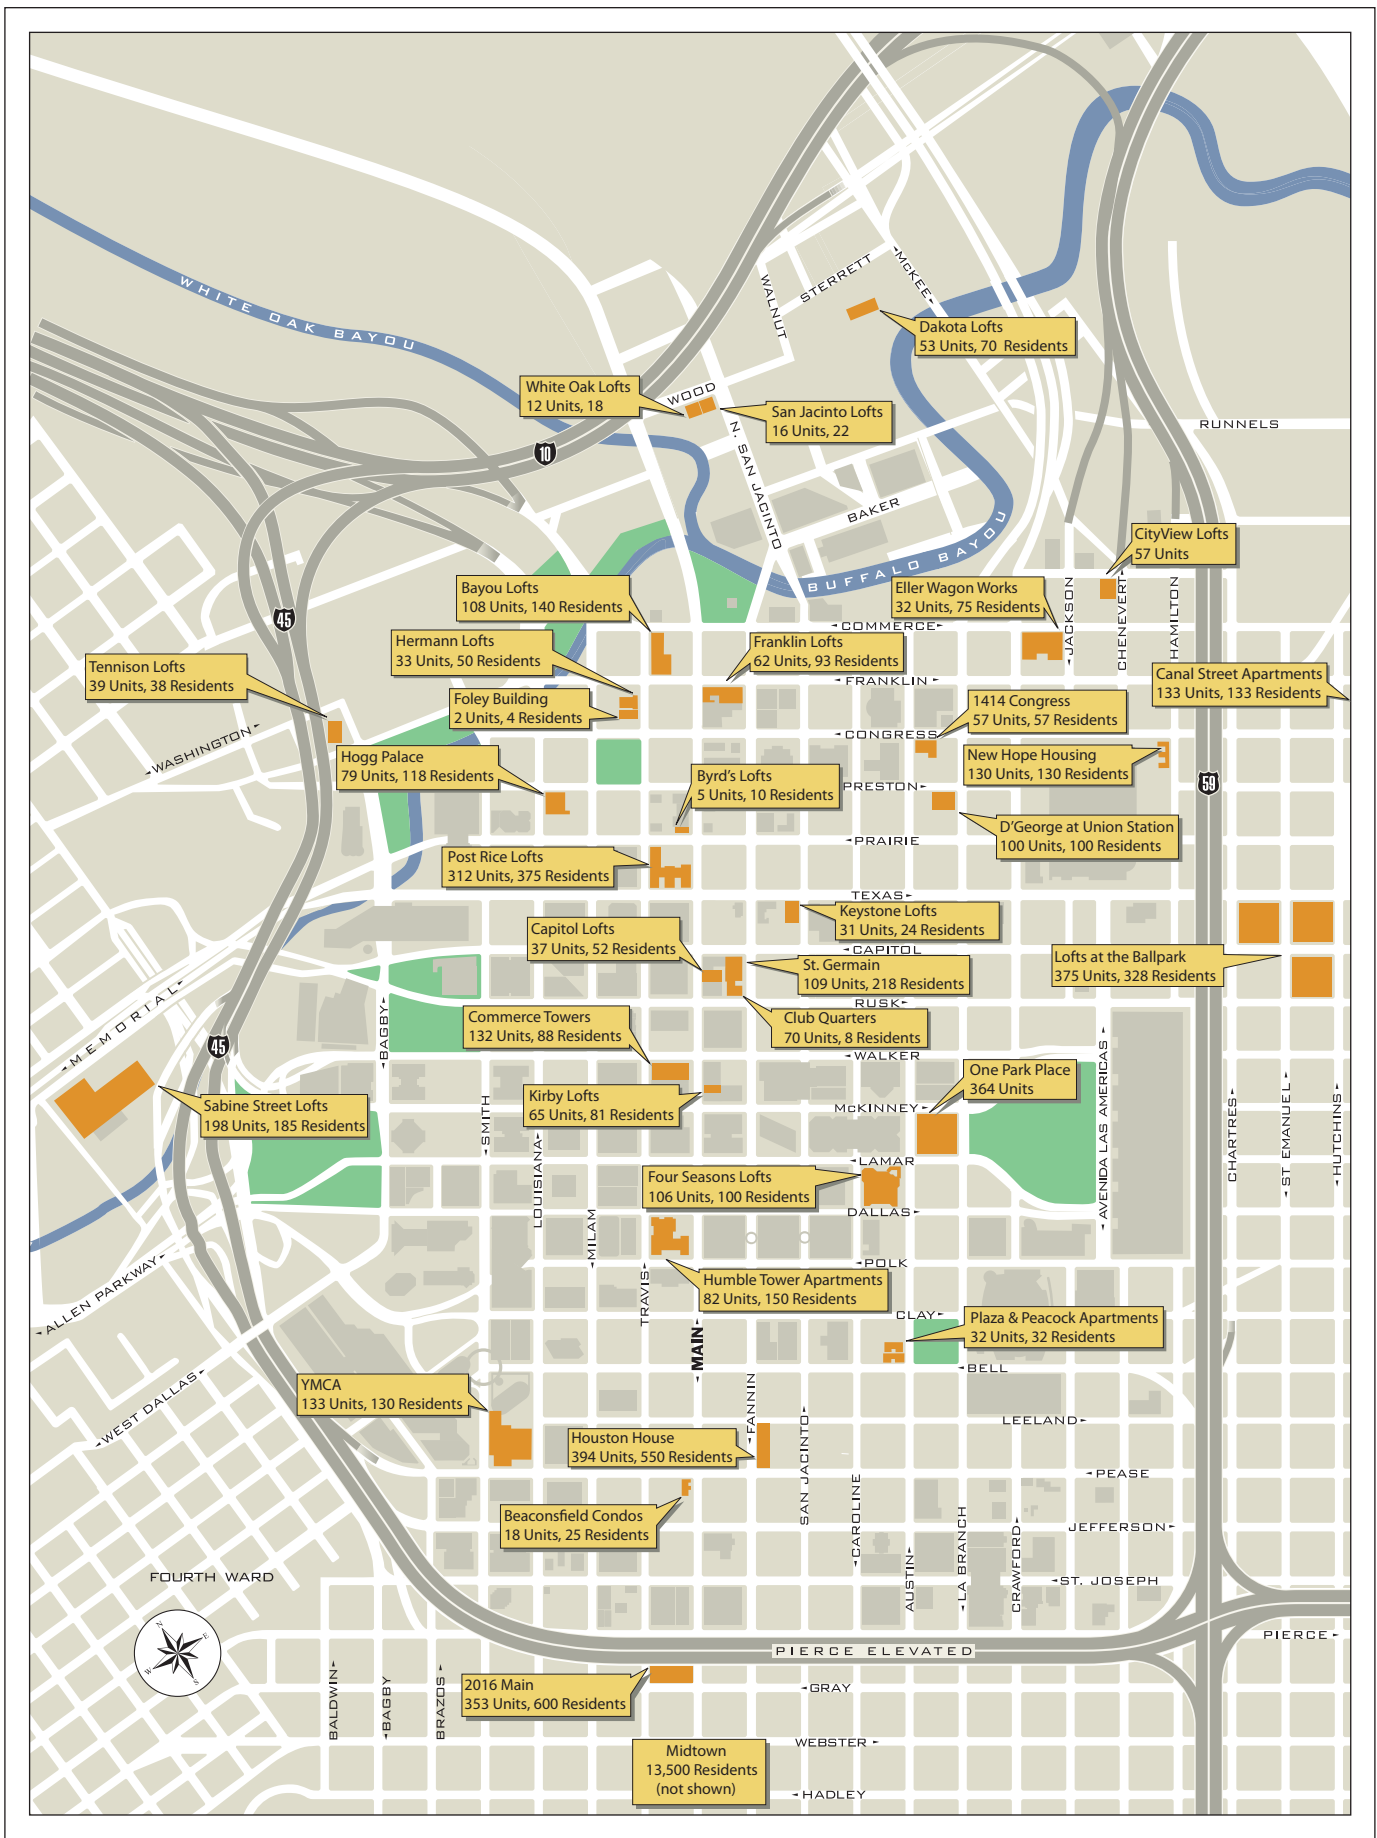 WHITE OAK BAYOU
WALNUT
STERRETT
McKEE
Dakota Lofts
53 Units, 70 Residents
White Oak Lofts
12 Units, 18
WOOD
San Jacinto Lofts
16 Units, 22
N. SAN JACINTO
RUNNELS
10
BAKER
BUFFALO BAYOU
CityView Lofts
57 Units
Bayou Lofts
108 Units, 140 Residents
Eller Wagon Works
32 Units, 75 Residents
JACKSON
CHENEVERT
HAMILTON
45
COMMERCE
Hermann Lofts
33 Units, 50 Residents
Franklin Lofts
62 Units, 93 Residents
Tennison Lofts
39 Units, 38 Residents
FRANKLIN
Canal Street Apartments
133 Units, 133 Residents
Foley Building
2 Units, 4 Residents
1414 Congress
57 Units, 57 Residents
WASHINGTON
CONGRESS
Hogg Palace
79 Units, 118 Residents
New Hope Housing
130 Units, 130 Residents
Byrd's Lofts
5 Units, 10 Residents
PRESTON
59
D'George at Union Station
100 Units, 100 Residents
PRAIRIE
Post Rice Lofts
312 Units, 375 Residents
TEXAS
Keystone Lofts
31 Units, 24 Residents
Capitol Lofts
37 Units, 52 Residents
CAPITOL
Lofts at the Ballpark
375 Units, 328 Residents
St. Germain
109 Units, 218 Residents
MEMORIAL
RUSK
Commerce Towers
132 Units, 88 Residents
Club Quarters
70 Units, 8 Residents
BAGBY
45
WALKER
One Park Place
364 Units
Kirby Lofts
65 Units, 81 Residents
AVENIDA LAS AMERICAS
Sabine Street Lofts
198 Units, 185 Residents
McKINNEY
SMITH
LOUISIANA
CHARTRES
ST EMANUEL
HUTCHINS
LAMAR
Four Seasons Lofts
106 Units, 100 Residents
DALLAS
MILAM
ALLEN PARKWAY
POLK
TRAVIS
Humble Tower Apartments
82 Units, 150 Residents
CLAY
Plaza & Peacock Apartments
32 Units, 32 Residents
MAIN
BELL
YMCA
133 Units, 130 Residents
WEST DALLAS
FANNIN
LEELAND
SAN JACINTO
Houston House
394 Units, 550 Residents
PEASE
CAROLINE
Beaconsfield Condos
18 Units, 25 Residents
JEFFERSON
AUSTIN
LA BRANCH
CRAWFORD
ST. JOSEPH
FOURTH WARD
N
E
W
S
PIERCE
PIERCE ELEVATED
BALDWIN
BAGBY
BRAZOS
2016 Main
353 Units, 600 Residents
GRAY
WEBSTER
Midtown
13,500 Residents
(not shown)
HADLEY